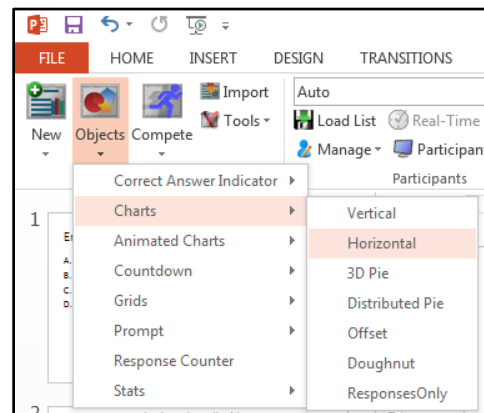 FILE HOME INSERT DESIGN TRANSITIONS
New Objects Compete Import Tools
Auto
Load List Real-Time
Manage Participan
Participants
Correct Answer Indicator
Charts
Animated Charts
Countdown
Grids
Prompt
Response Counter
Stats
Vertical
Horizontal
3D Pie
Distributed Pie
Offset
Doughnut
ResponsesOnly
1
En
A.
B.
C.
D.
2